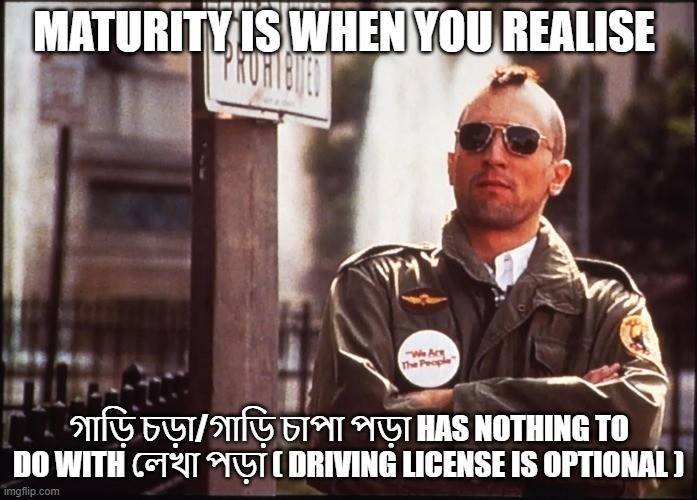 MATURITY IS WHEN YOU REALISE
PROHIBITED
"We Are
The People"
গাড়ি চড়া/গাড়ি চাপা পড়া HAS NOTHING TO
DO WITH লেখা পড়া ( DRIVING LICENSE IS OPTIONAL )
imgflip.com